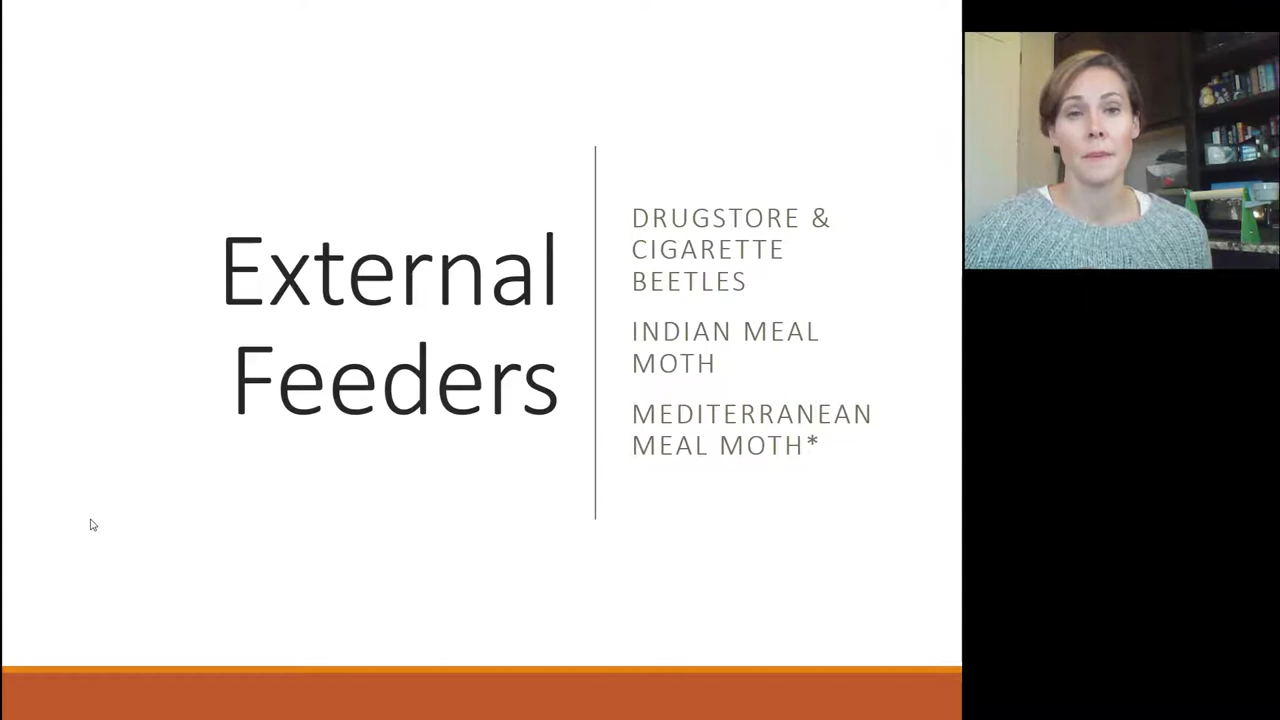 External
Feeders
DRUGSTORE &
CIGARETTE
BEETLES
INDIAN MEAL
MOTH
MEDITERRANEAN
MEAL MOTH*